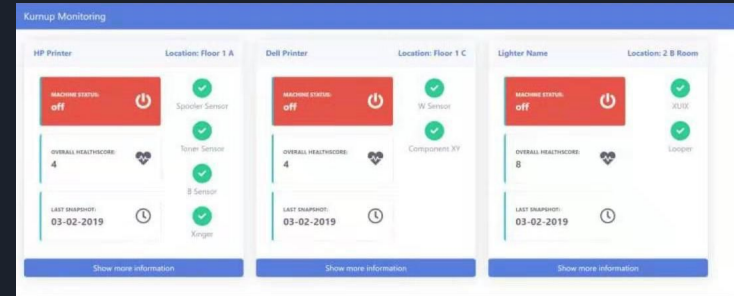 Kurnup Monitoring
HP Printer Location: Floor 1 A
MACHINE STATUS:
off
OVERALL HEALTHSCORE:
4
LAST SNAPSHOT:
03-02-2019
Spooler Sensor
Toner Sensor
B Sensor
Xinger
Show more information
Dell Printer Location: Floor 1 C
MACHINE STATUS:
off
OVERALL HEALTHSCORE:
4
LAST SNAPSHOT:
03-02-2019
W Sensor
Component XY
Show more information
Lighter Name Location: 2 B Room
MACHINE STATUS:
off
OVERALL HEALTHSCORE:
8
LAST SNAPSHOT:
03-02-2019
XUIX
Looper
Show more information